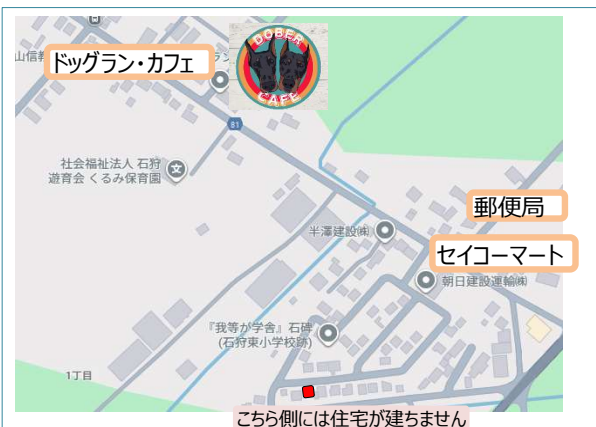 ドッグラン・カフェ
DOBER
CAFE
81
社会福祉法人 石狩
遊育会 くるみ保育園
郵便局
半澤建設㈱
セイコーマート
朝日建設運輸㈱
『我等が学舎』石碑
(石狩東小学校跡)
1丁目
こちら側には住宅が建ちません